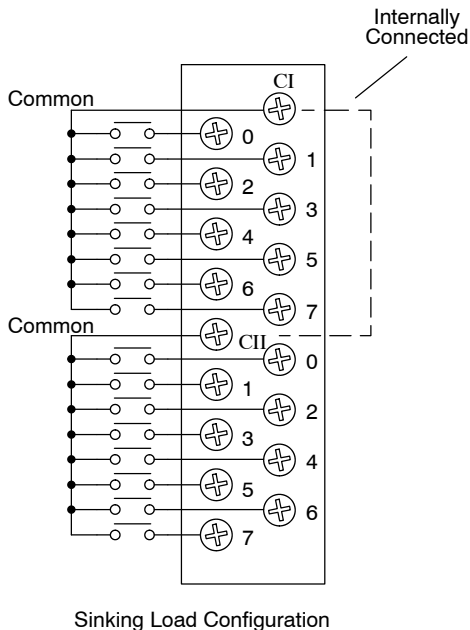 Internally
Connected
CI
Common
0
1
2
3
4
5
6
7
Common
CII
0
1
2
3
4
5
6
7
Sinking Load Configuration